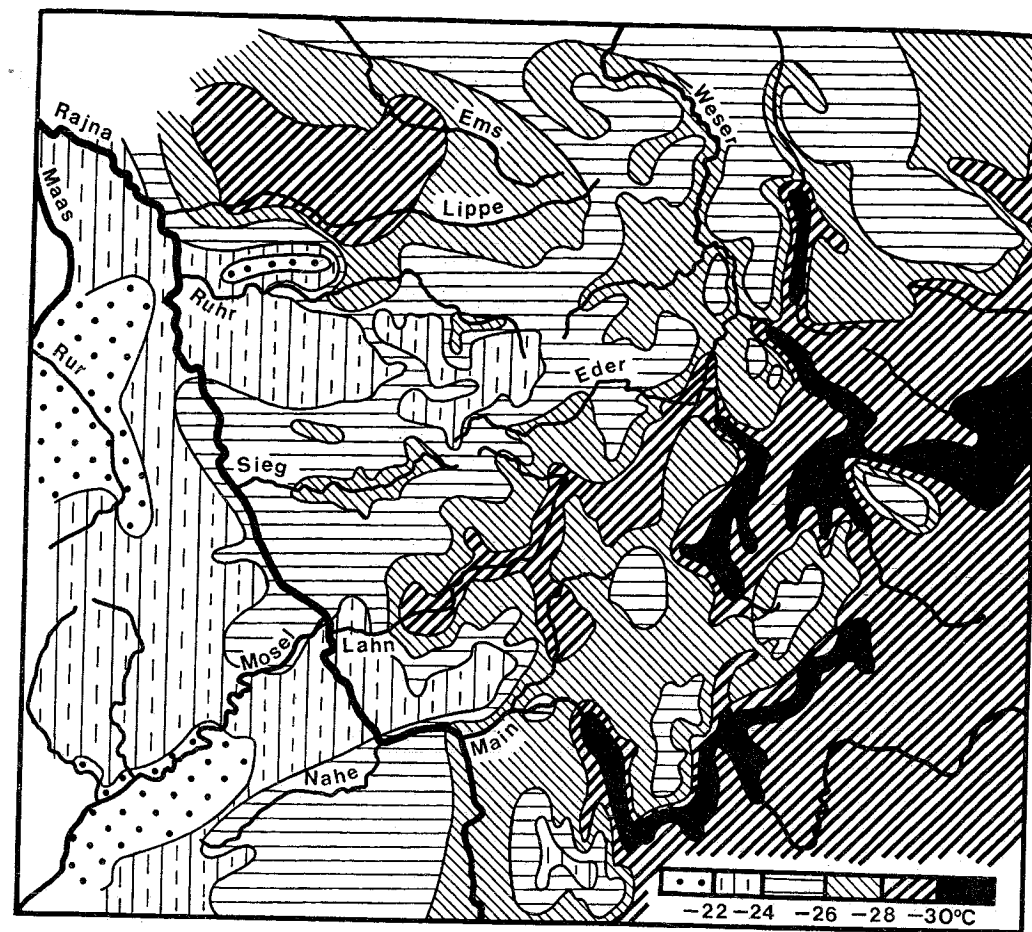 Rajna
Maas
Ems
Weser
Lippe
Ruhr
Rur
Eder
Sieg
Lahn
Mosel
Main
Nahe
-22 -24 -26 -28 -30°C